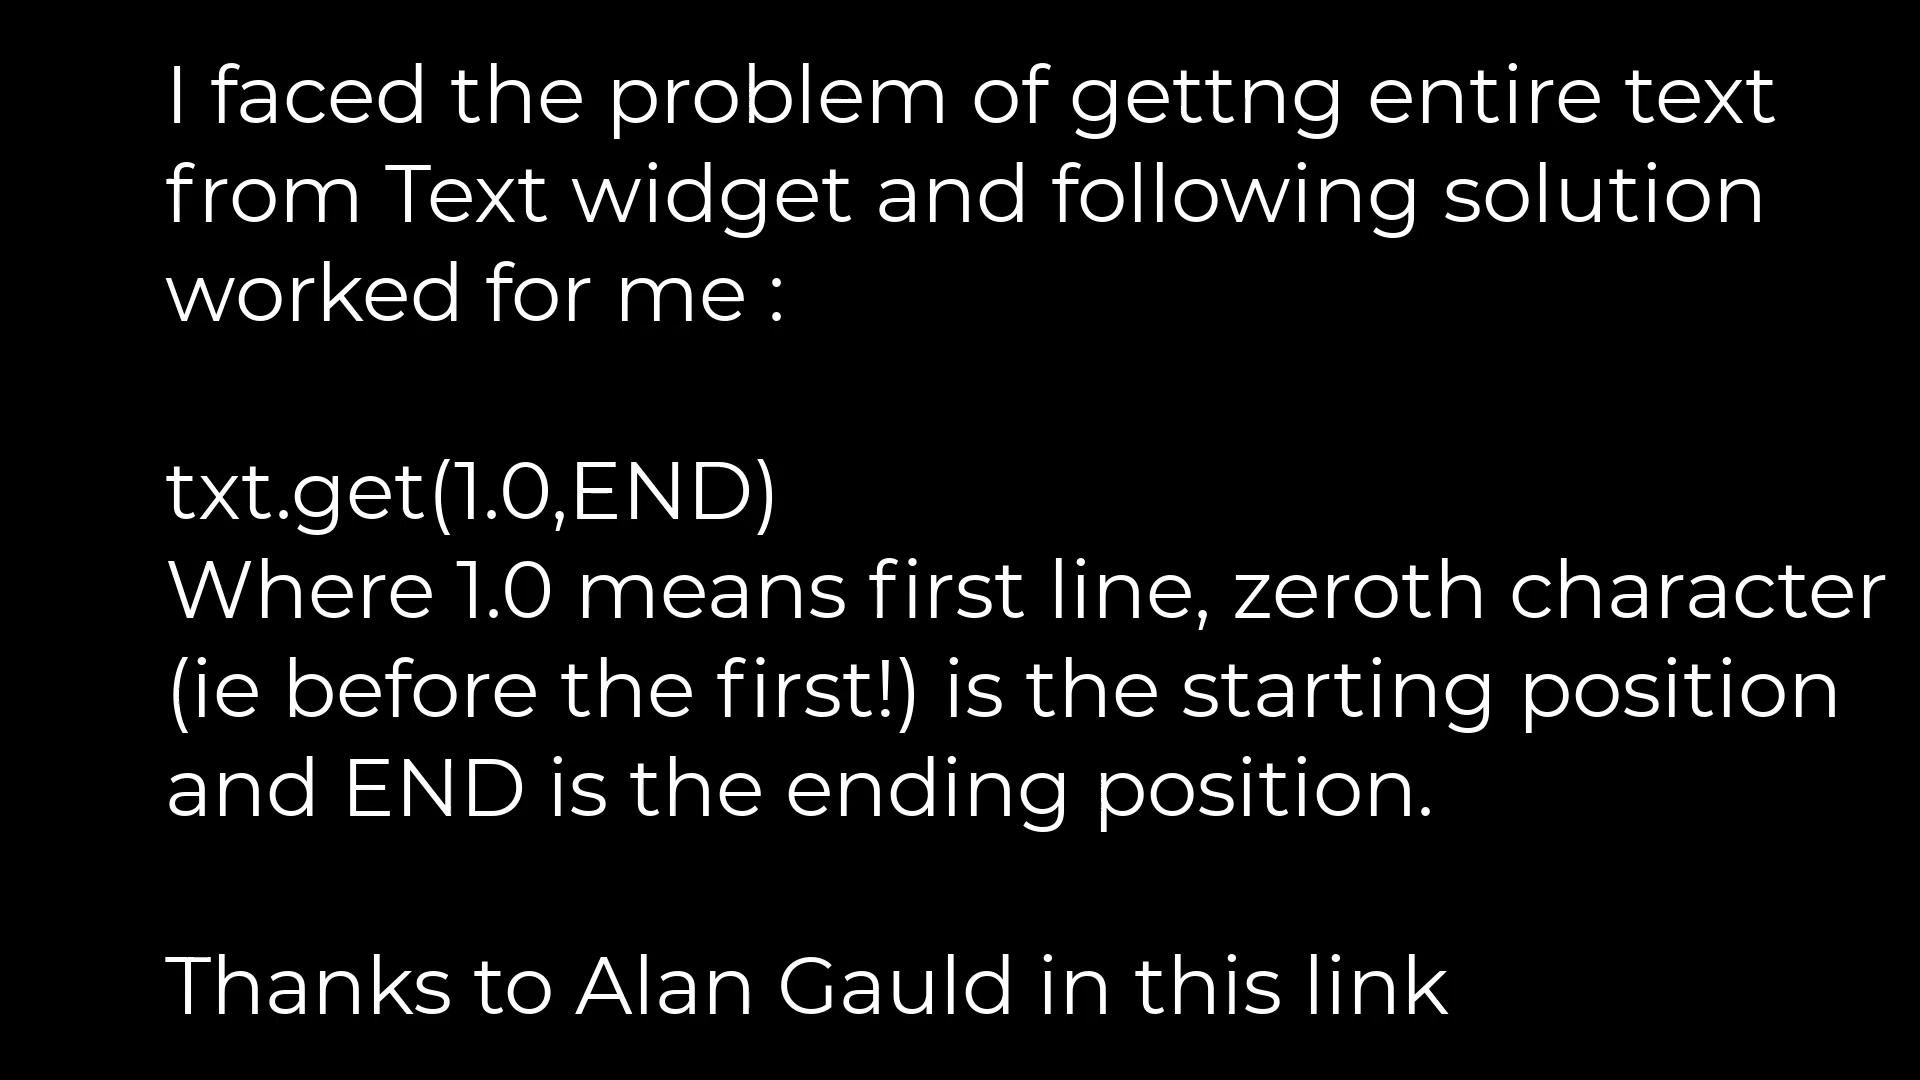 I faced the problem of gettng entire text
from Text widget and following solution
worked for me :
txt.get(1.0,END)
Where 1.0 means first line, zeroth character
(ie before the first!) is the starting position
and END is the ending position.
Thanks to Alan Gauld in this link